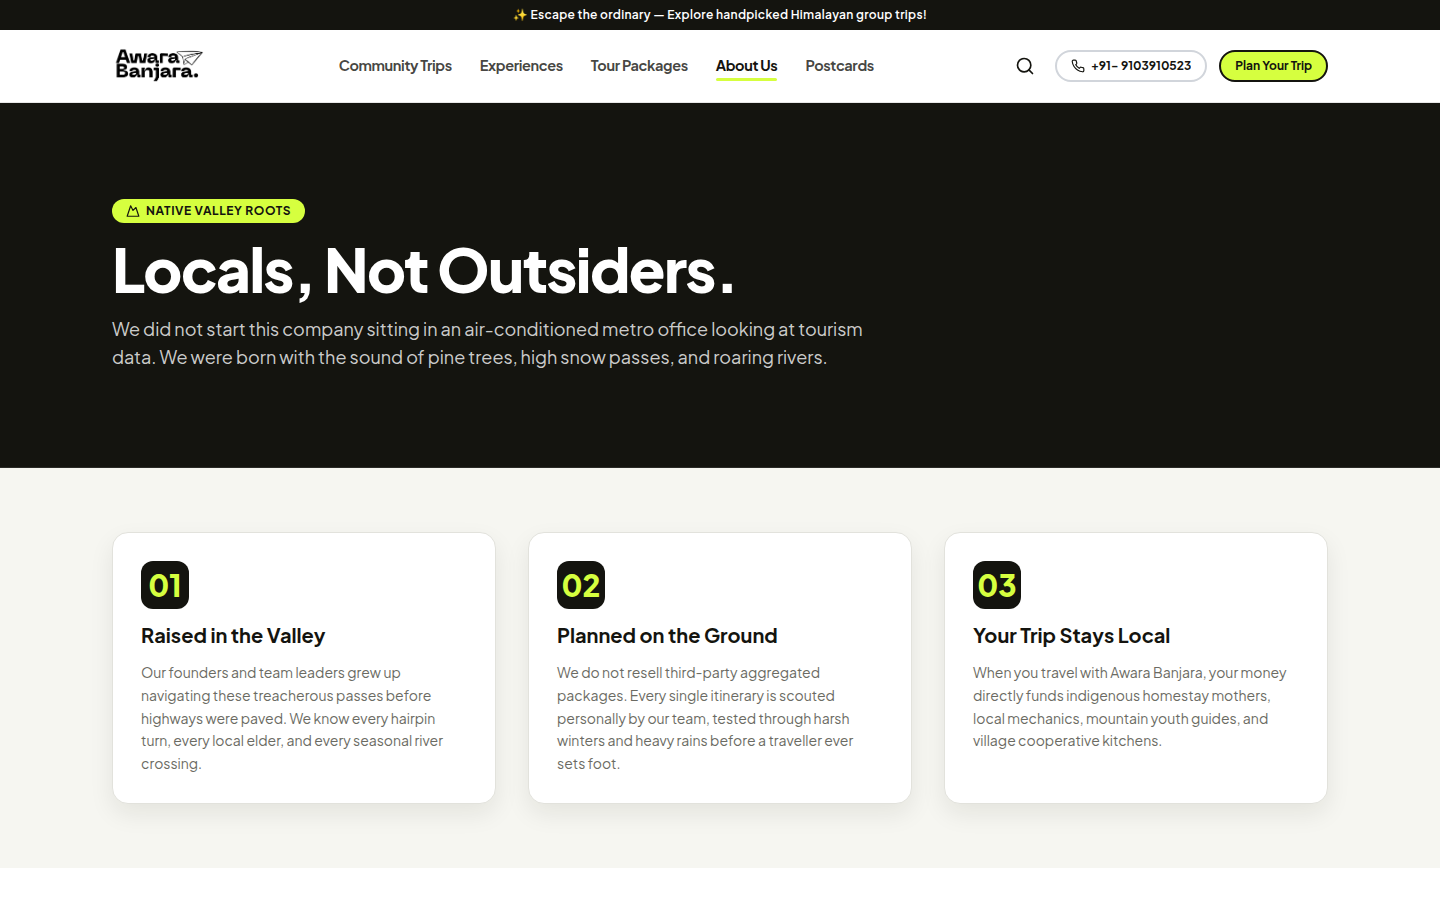 ✨ Escape the ordinary — Explore handpicked Himalayan group trips!
Awara
Banjara.
Community Trips
Experiences
Tour Packages
About Us
Postcards
+91- 9103910523
Plan Your Trip
NATIVE VALLEY ROOTS
Locals, Not Outsiders.
We did not start this company sitting in an air-conditioned metro office looking at tourism
data. We were born with the sound of pine trees, high snow passes, and roaring rivers.
01
Raised in the Valley
Our founders and team leaders grew up
navigating these treacherous passes before
highways were paved. We know every hairpin
turn, every local elder, and every seasonal river
crossing.
02
Planned on the Ground
We do not resell third-party aggregated
packages. Every single itinerary is scouted
personally by our team, tested through harsh
winters and heavy rains before a traveller ever
sets foot.
03
Your Trip Stays Local
When you travel with Awara Banjara, your money
directly funds indigenous homestay mothers,
local mechanics, mountain youth guides, and
village cooperative kitchens.